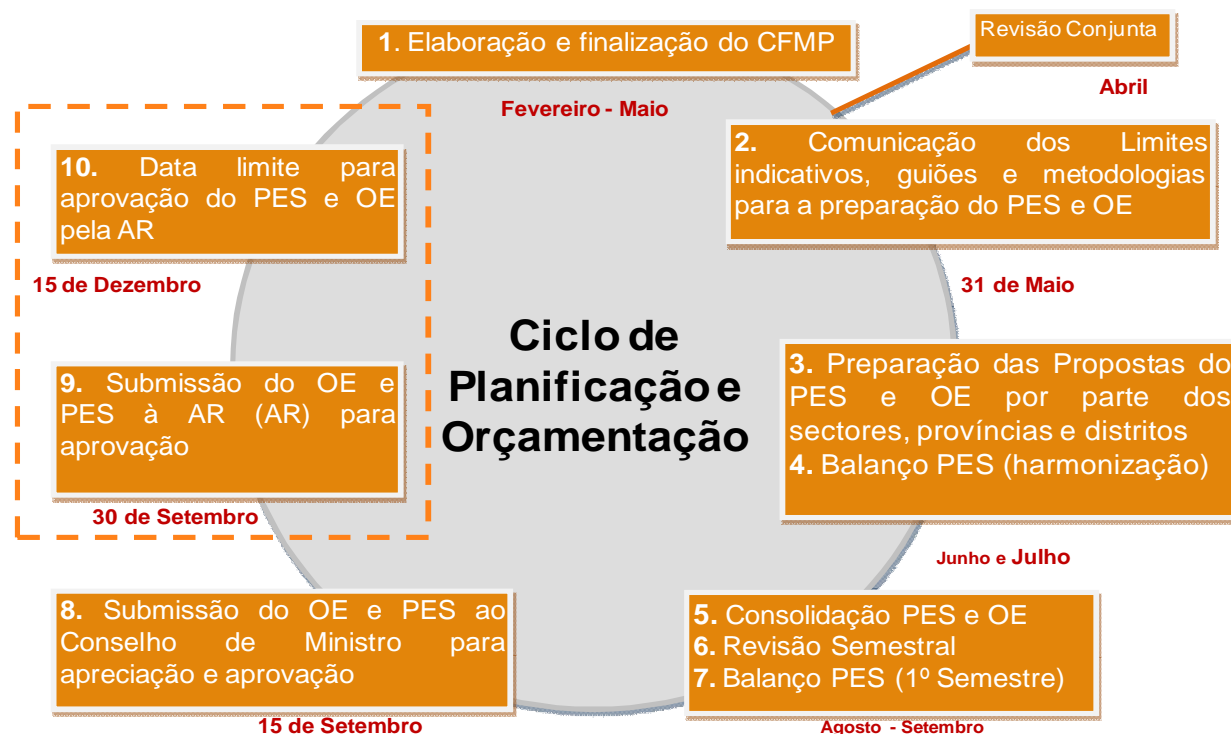 1. Elaboração e finalização do CFMP
Fevereiro - Maio
Revisão Conjunta
Abril
2. Comunicação dos Limites
indicativos, guiões e metodologias
para a preparação do PES e OE
31 de Maio
3. Preparação das Propostas do
PES e OE por parte dos
sectores, províncias e distritos
4. Balanço PES (harmonização)
Junho e Julho
5. Consolidação PES e OE
6. Revisão Semestral
7. Balanço PES (1º Semestre)
Agosto - Setembro
8. Submissão do OE e PES ao
Conselho de Ministro para
apreciação e aprovação
15 de Setembro
9. Submissão do OE e
PES à AR (AR) para
aprovação
30 de Setembro
10. Data limite para
aprovação do PES e OE
pela AR
15 de Dezembro
Ciclo de
Planificação e
Orçamentação